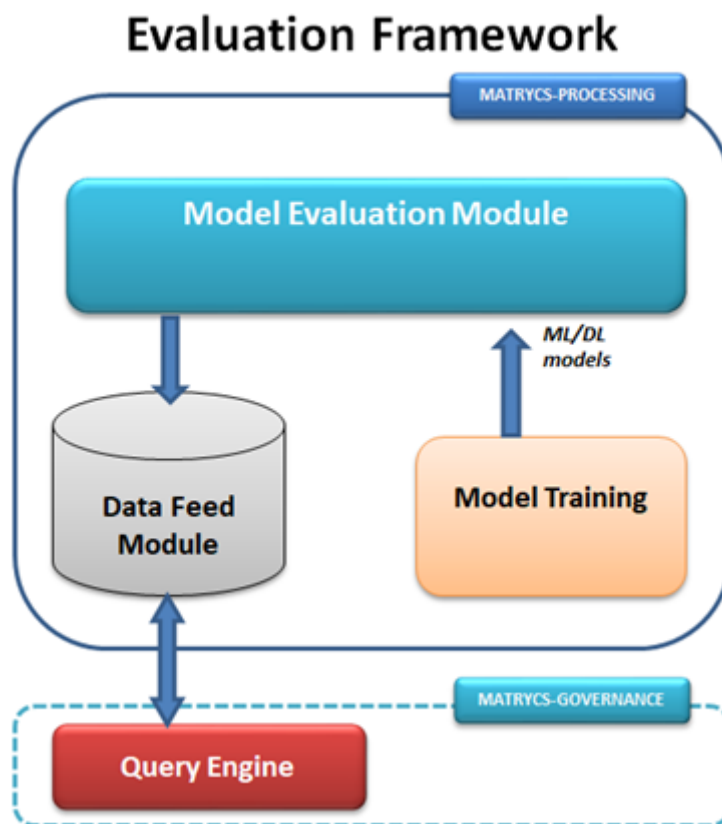 Evaluation Framework
MATRYCS-PROCESSING
Model Evaluation Module
ML/DL
models
Data Feed
Module
Model Training
MATRYCS-GOVERNANCE
Query Engine